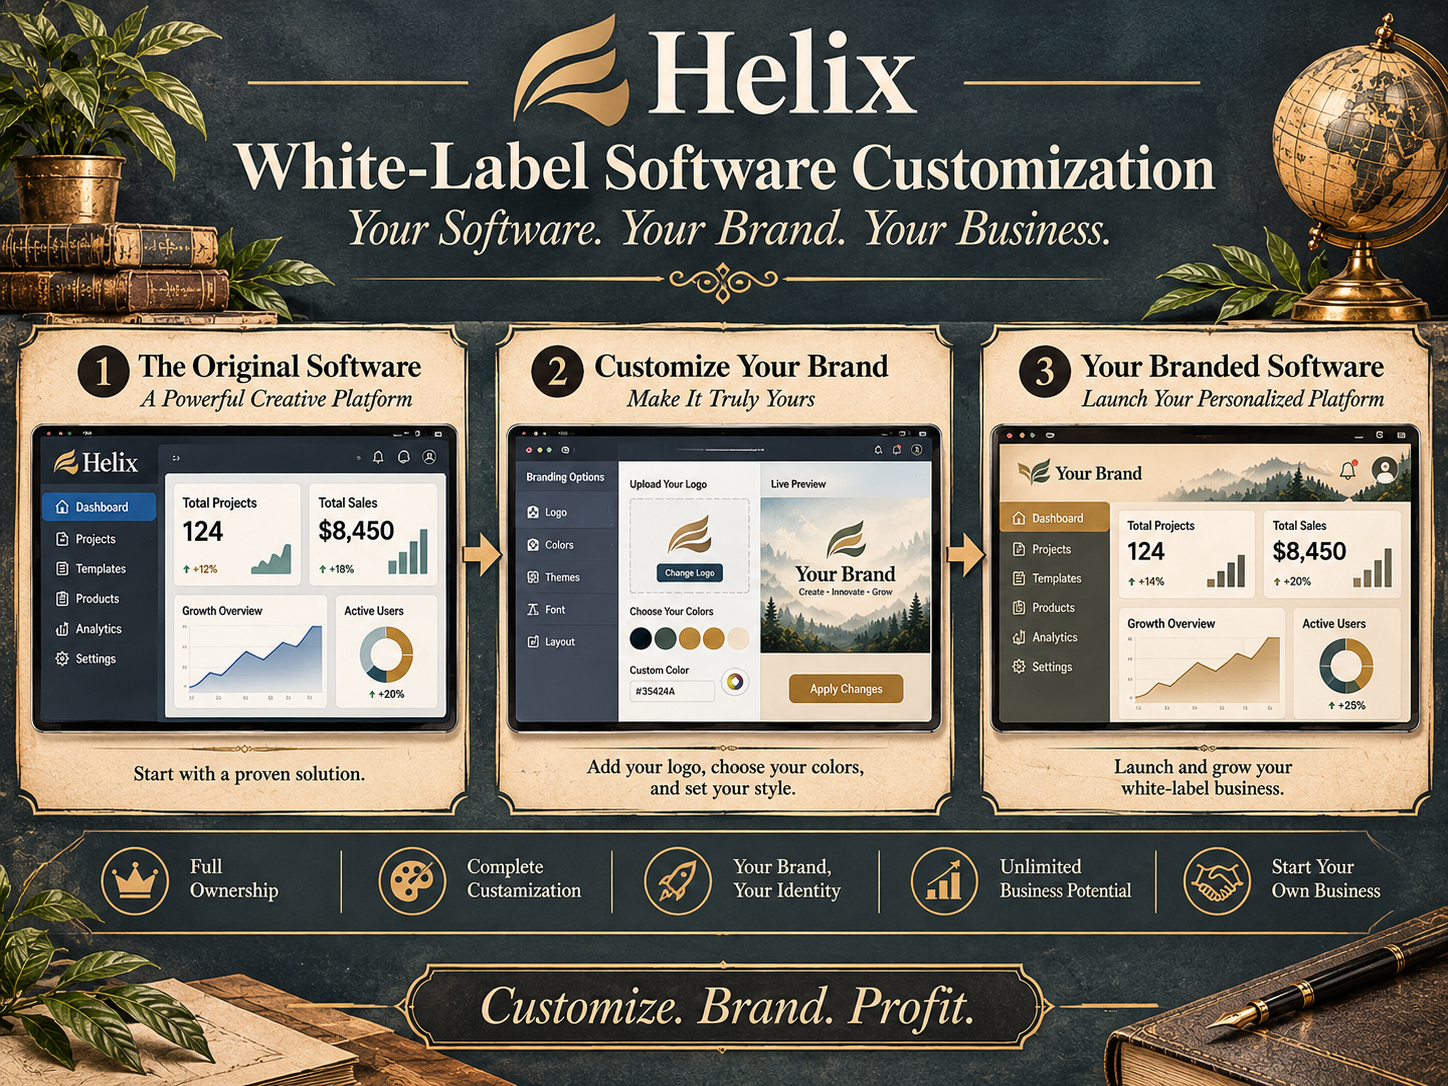 Helix
White-Label Software Customization
Your Software. Your Brand. Your Business.
1 The Original Software
A Powerful Creative Platform
Helix
Dashboard
Projects
Templates
Products
Analytics
Settings
Total Projects
124
+12%
Total Sales
$8,450
+18%
Growth Overview
Active Users
+20%
Start with a proven solution.
2 Customize Your Brand
Make It Truly Yours
Branding Options
Logo
Colors
Themes
Font
Layout
Upload Your Logo
Change Logo
Choose Your Colors
Custom Color
#35424A
Live Preview
Your Brand
Create • Innovate • Grow
Apply Changes
Add your logo, choose your colors,
and set your style.
3 Your Branded Software
Launch Your Personalized Platform
Your Brand
Dashboard
Projects
Templates
Products
Analytics
Settings
Total Projects
124
+14%
Total Sales
$8,450
+20%
Growth Overview
Active Users
+25%
Launch and grow your
white-label business.
Full
Ownership
Complete
Custamization
Your Brand,
Your Identity
Unlimited
Business Potential
Start Your
Own Business
Customize. Brand. Profit.